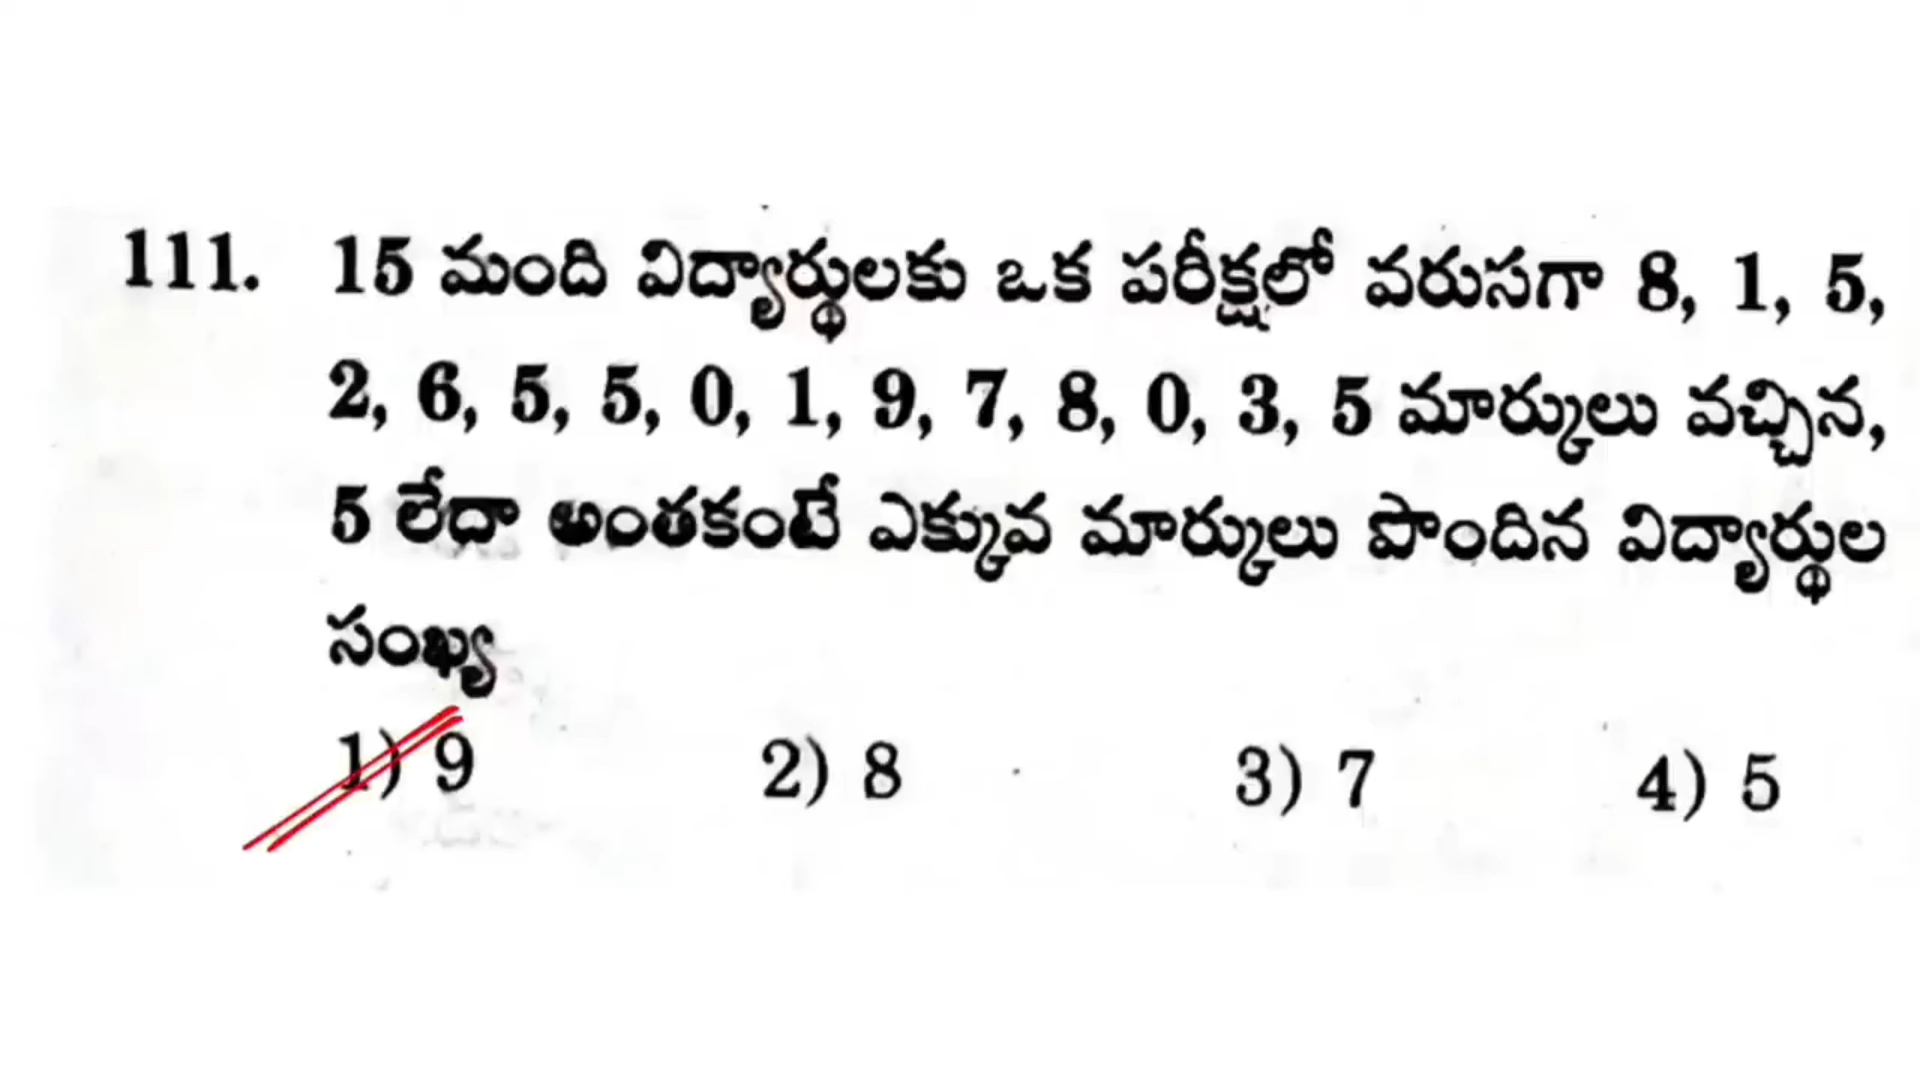 111. 15 మంది విద్యార్థులకు ఒక పరీక్షలో వరుసగా 8, 1, 5,
2, 6, 5, 5, 0, 1, 9, 7, 8, 0, 3, 5 మార్కులు వచ్చిన,
5 లేదా అంతకంటే ఎక్కువ మార్కులు పొందిన విద్యార్థుల
సంఖ్య
1) 9 2) 8 3) 7 4) 5